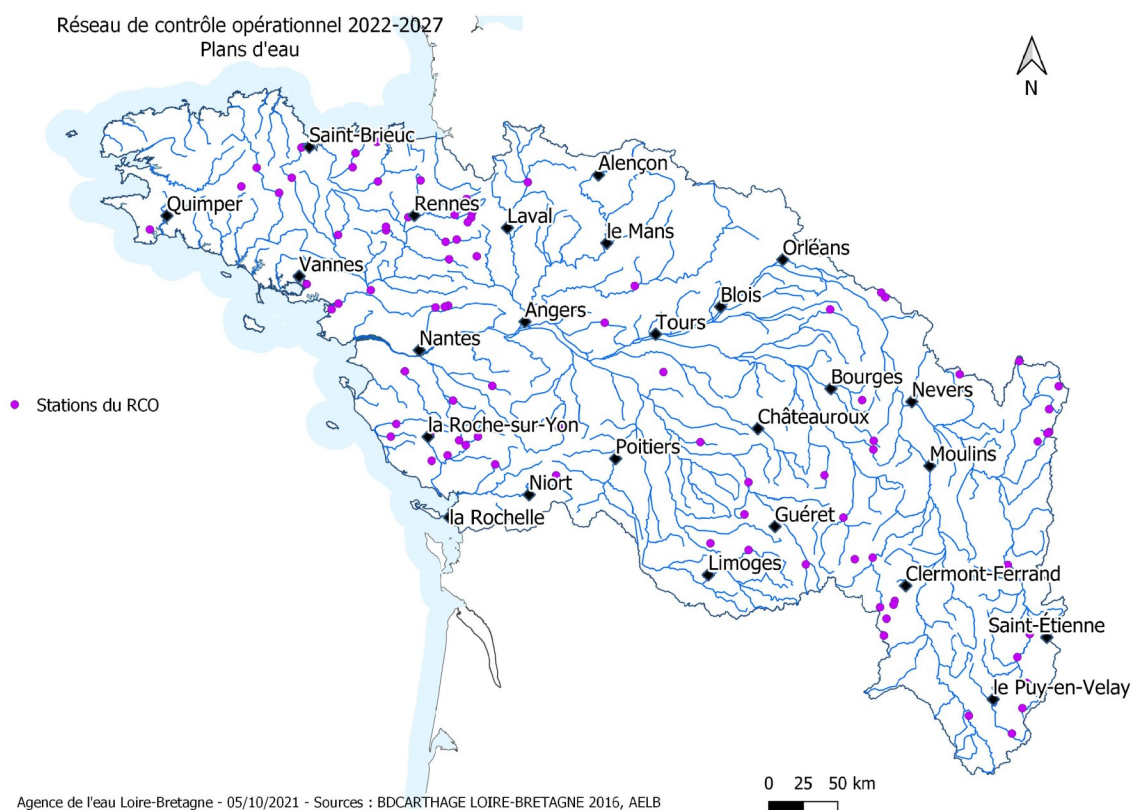 Réseau de contrôle opérationnel 2022-2027
Plans d'eau
N
Saint-Brieuc
Alençon
Quimper
Rennes
Laval
le Mans
Orléans
Vannes
Blois
Angers
Tours
Nantes
Bourges
Nevers
Stations du RCO
la Roche-sur-Yon
Châteauroux
Poitiers
Moulins
Niort
la Rochelle
Guéret
Limoges
Clermont-Ferrand
Saint-Étienne
le Puy-en-Velay
0 25 50 km
Agence de l'eau Loire-Bretagne - 05/10/2021 - Sources : BDCARTHAGE LOIRE-BRETAGNE 2016, AELB